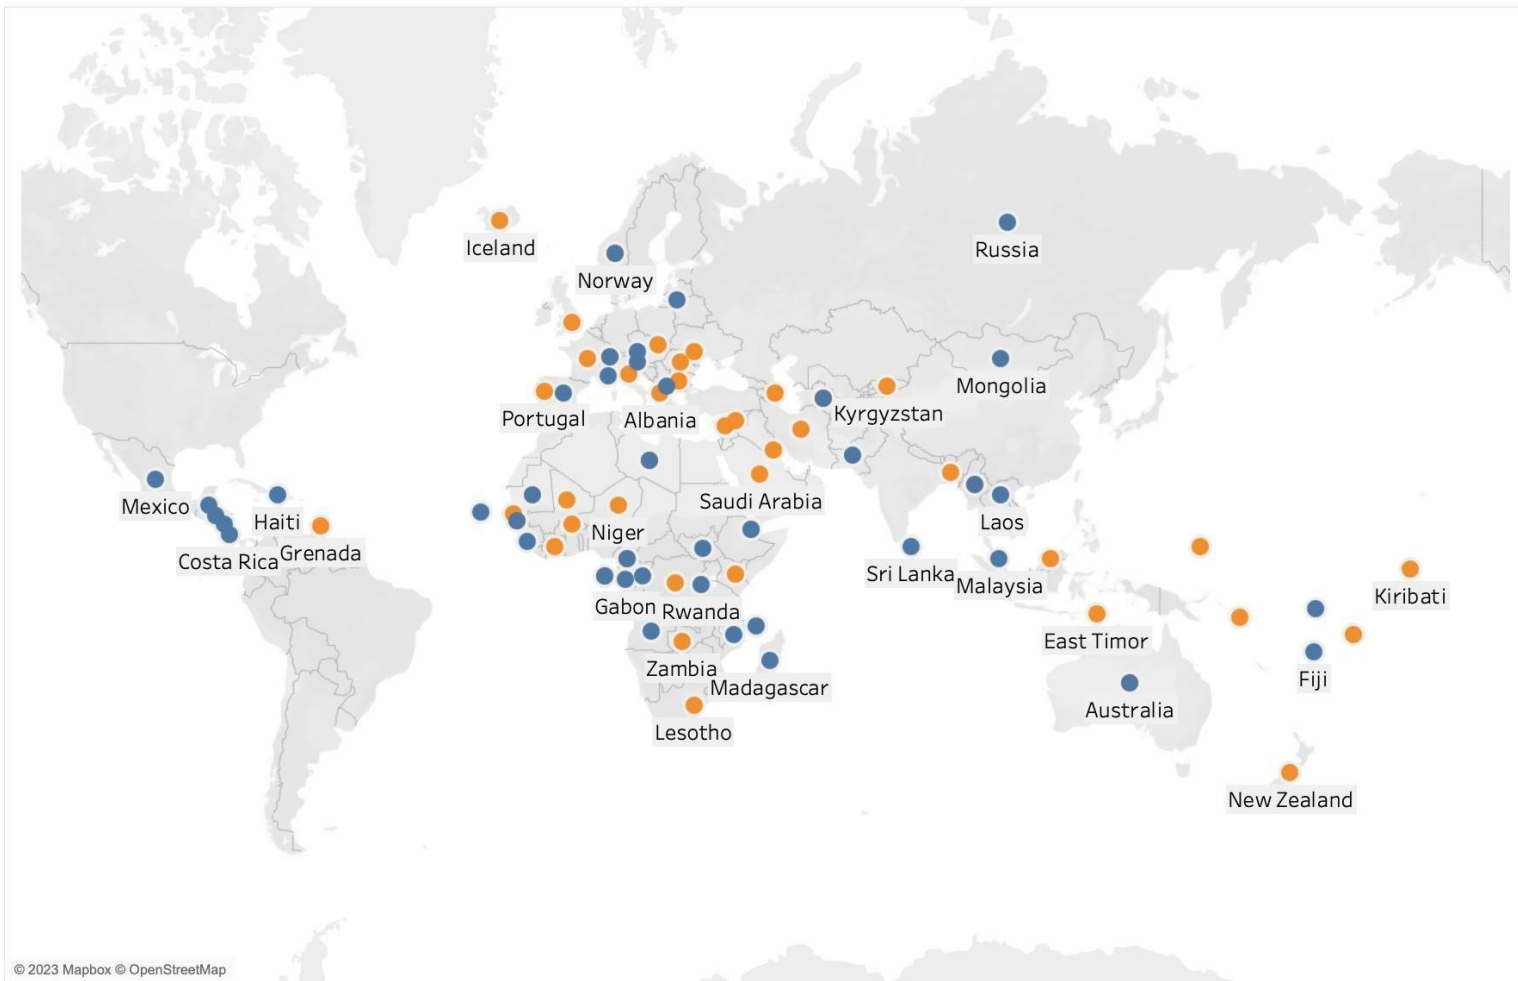 Iceland
Russia
Norway
Mongolia
Kyrgyzstan
Portugal
Albania
Saudi Arabia
Mexico
Haiti
Laos
Niger
Grenada
Costa Rica
Sri Lanka
Malaysia
Kiribati
Gabon
Rwanda
East Timor
Zambia
Fiji
Madagascar
Australia
Lesotho
New Zealand
© 2023 Mapbox © OpenStreetMap